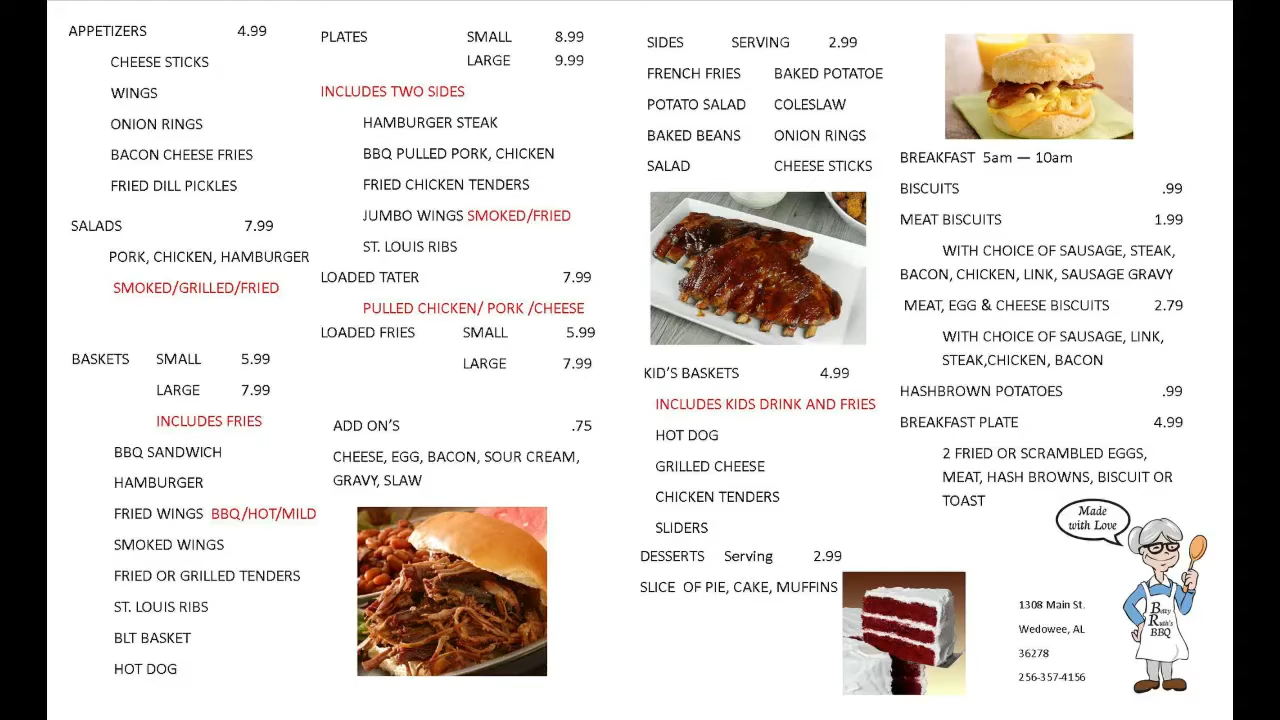 APPETIZERS 4.99
CHEESE STICKS
WINGS
ONION RINGS
BACON CHEESE FRIES
FRIED DILL PICKLES
SALADS 7.99
PORK, CHICKEN, HAMBURGER
SMOKED/GRILLED/FRIED
BASKETS SMALL 5.99
LARGE 7.99
INCLUDES FRIES
BBQ SANDWICH
HAMBURGER
FRIED WINGS BBQ/HOT/MILD
SMOKED WINGS
FRIED OR GRILLED TENDERS
ST. LOUIS RIBS
BLT BASKET
HOT DOG
PLATES SMALL 8.99
LARGE 9.99
INCLUDES TWO SIDES
HAMBURGER STEAK
BBQ PULLED PORK, CHICKEN
FRIED CHICKEN TENDERS
JUMBO WINGS SMOKED/FRIED
ST. LOUIS RIBS
LOADED TATER 7.99
PULLED CHICKEN/ PORK /CHEESE
LOADED FRIES SMALL 5.99
LARGE 7.99
ADD ON'S .75
CHEESE, EGG, BACON, SOUR CREAM,
GRAVY, SLAW
SIDES SERVING 2.99
FRENCH FRIES BAKED POTATOE
POTATO SALAD COLESLAW
BAKED BEANS ONION RINGS
SALAD CHEESE STICKS
KID'S BASKETS 4.99
INCLUDES KIDS DRINK AND FRIES
HOT DOG
GRILLED CHEESE
CHICKEN TENDERS
SLIDERS
DESSERTS Serving 2.99
SLICE OF PIE, CAKE, MUFFINS
BREAKFAST 5am — 10am
BISCUITS .99
MEAT BISCUITS 1.99
WITH CHOICE OF SAUSAGE, STEAK,
BACON, CHICKEN, LINK, SAUSAGE GRAVY
MEAT, EGG & CHEESE BISCUITS 2.79
WITH CHOICE OF SAUSAGE, LINK,
STEAK,CHICKEN, BACON
HASHBROWN POTATOES .99
BREAKFAST PLATE 4.99
2 FRIED OR SCRAMBLED EGGS,
MEAT, HASH BROWNS, BISCUIT OR
TOAST
Made
with Love
1308 Main St.
Wedowee, AL
36278
256-357-4156
Betty
Ruth's
BBQ